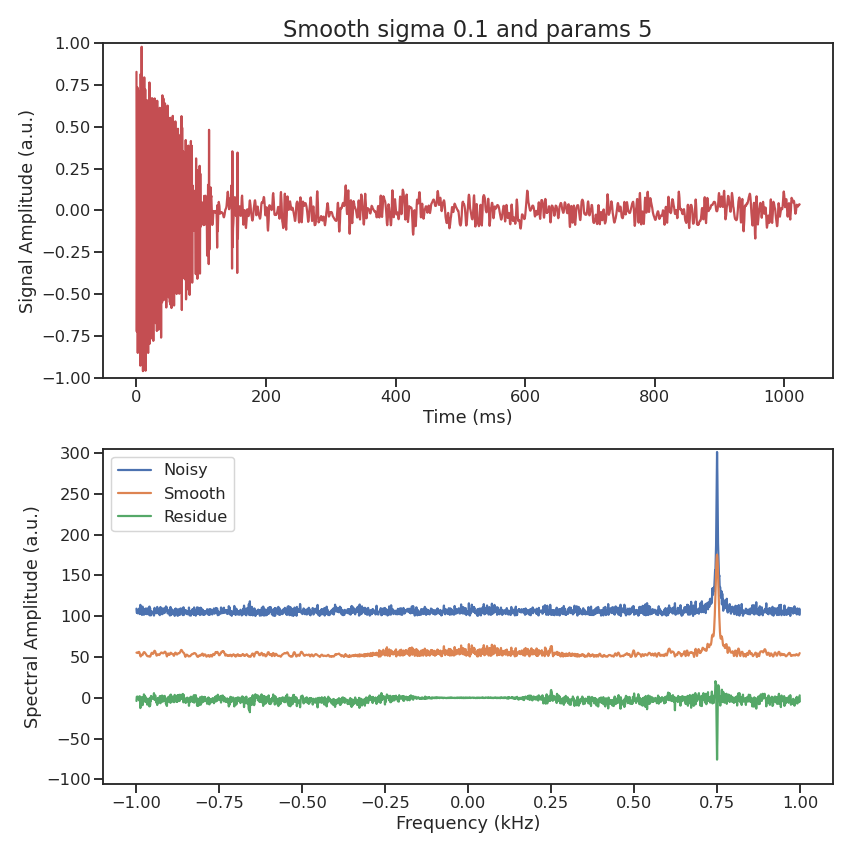 Smooth sigma 0.1 and params 5
1.00
0.75
0.50
0.25
0.00
−0.25
−0.50
−0.75
−1.00
Signal Amplitude (a.u.)
0 200 400 600 800 1000
Time (ms)
300
250
200
150
100
50
0
−50
−100
Spectral Amplitude (a.u.)
Noisy
Smooth
Residue
−1.00 −0.75 −0.50 −0.25 0.00 0.25 0.50 0.75 1.00
Frequency (kHz)